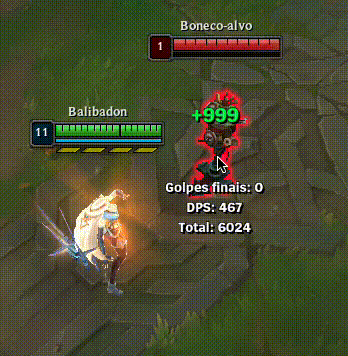 Boneco-alvo
1
+999
Balibadon
11
Golpes finais: 0
DPS: 467
Total: 6024